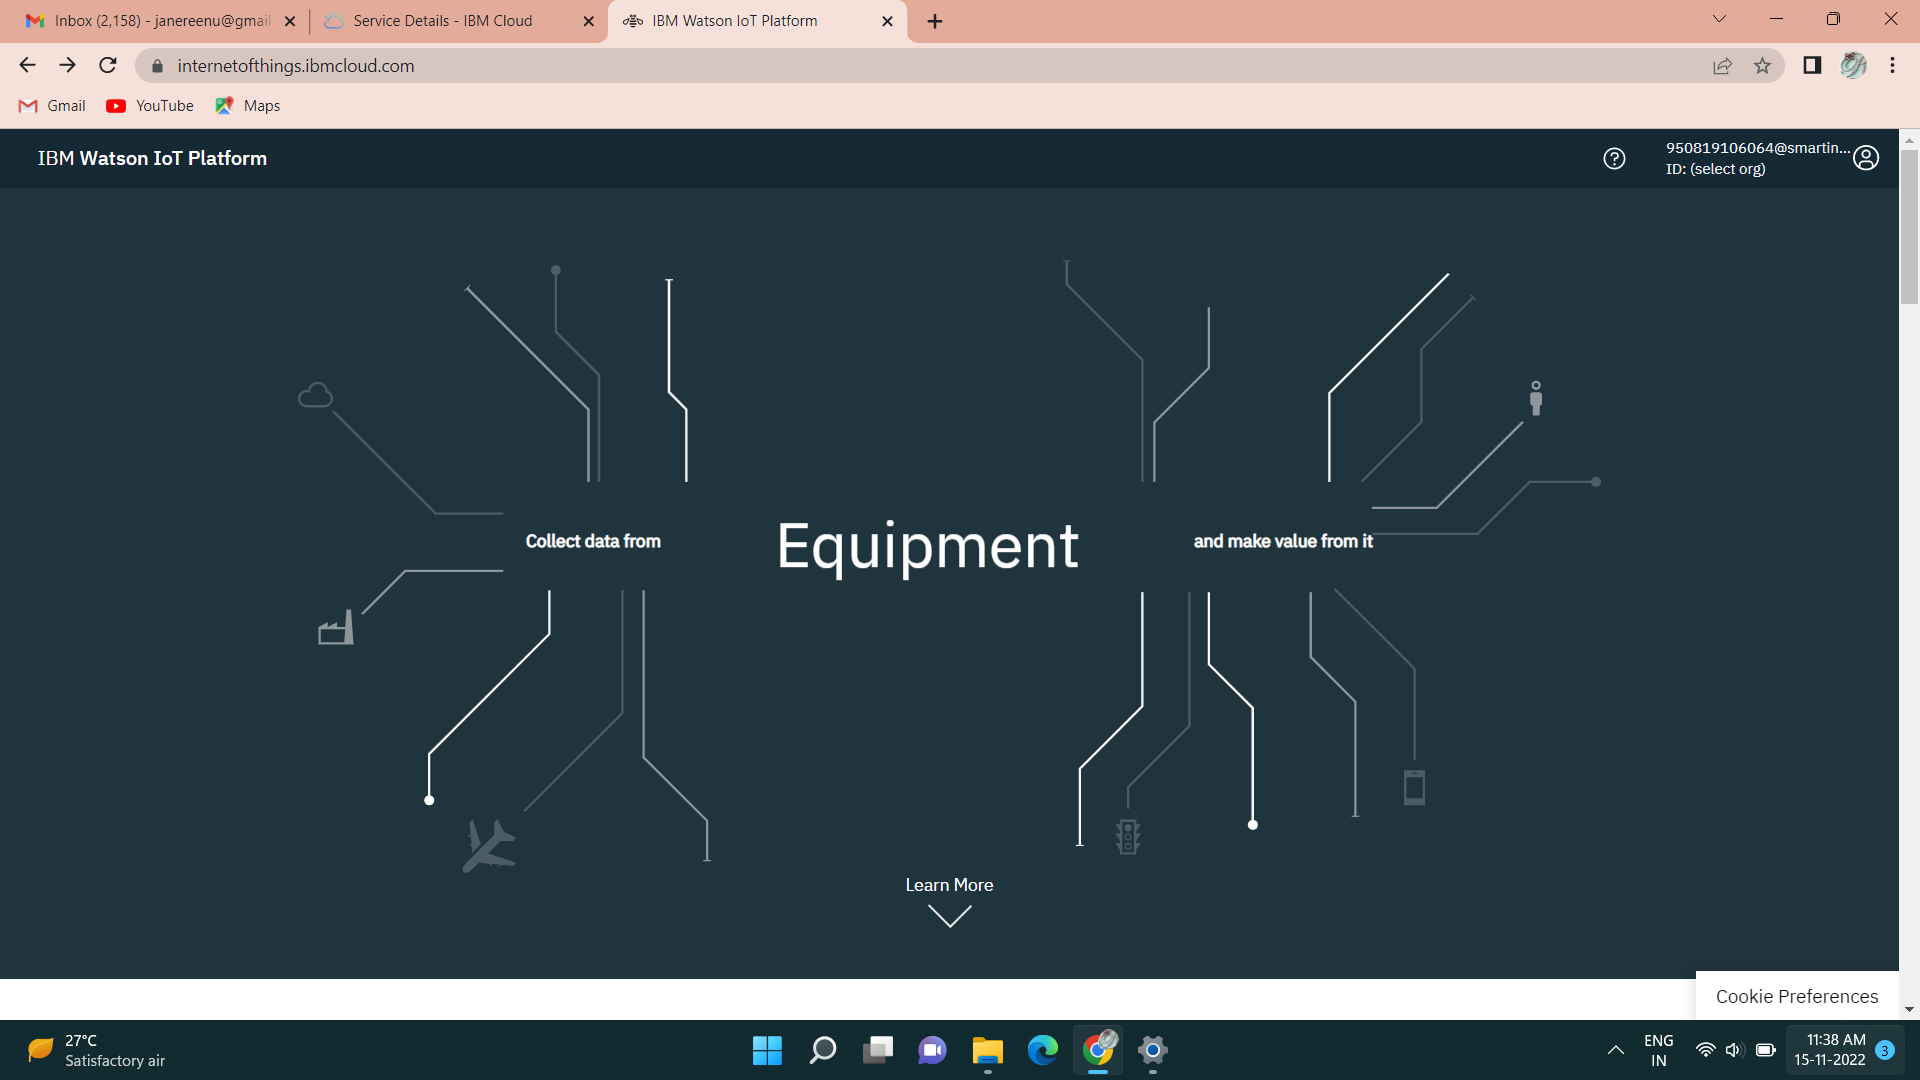 Inbox (2,158) - janereenu@gmail.
Service Details - IBM Cloud
IBM Watson IoT Platform
internetofthings.ibmcloud.com
Gmail
YouTube
Maps
IBM Watson IoT Platform
950819106064@smartin...
ID: (select org)
Collect data from
Equipment
and make value from it
Learn More
Cookie Preferences
27°C
Satisfactory air
ENG
IN
11:38 AM
15-11-2022
3